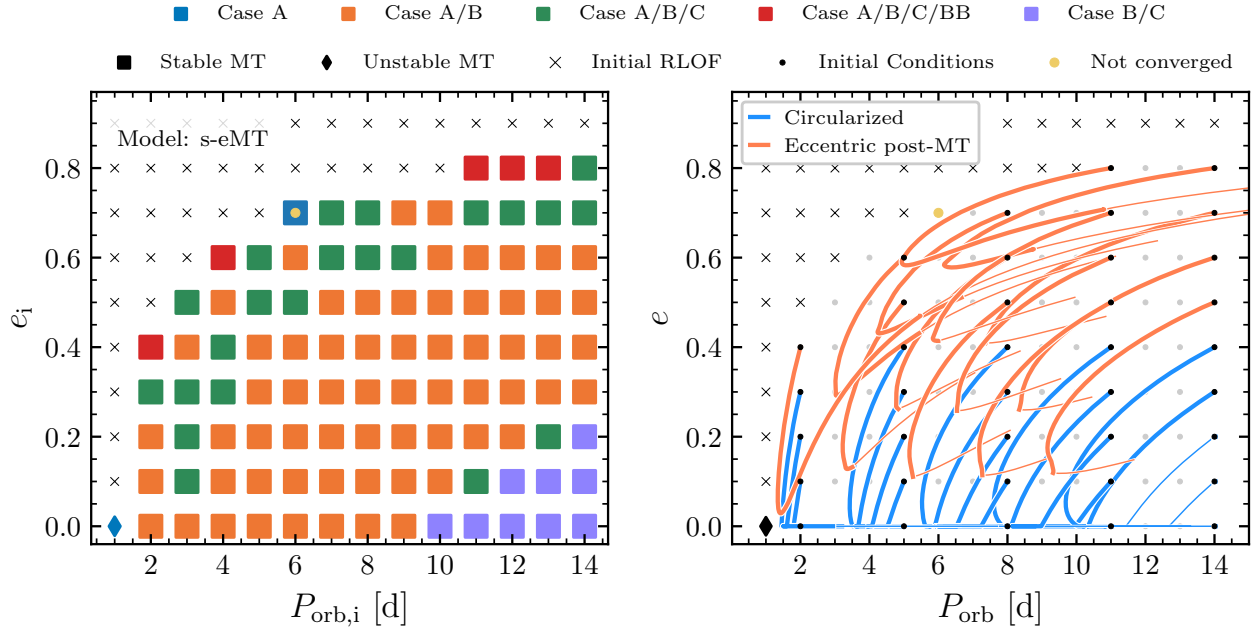 Case A Case A/B Case A/B/C Case A/B/C/BB Case B/C
Stable MT Unstable MT Initial RLOF Initial Conditions Not converged
Model: s-eMT
0.8
0.6
0.4
0.2
0.0
e_i
2 4 6 8 10 12 14
P_orb,i [d]
Circularized
Eccentric post-MT
0.8
0.6
0.4
0.2
0.0
e
2 4 6 8 10 12 14
P_orb [d]